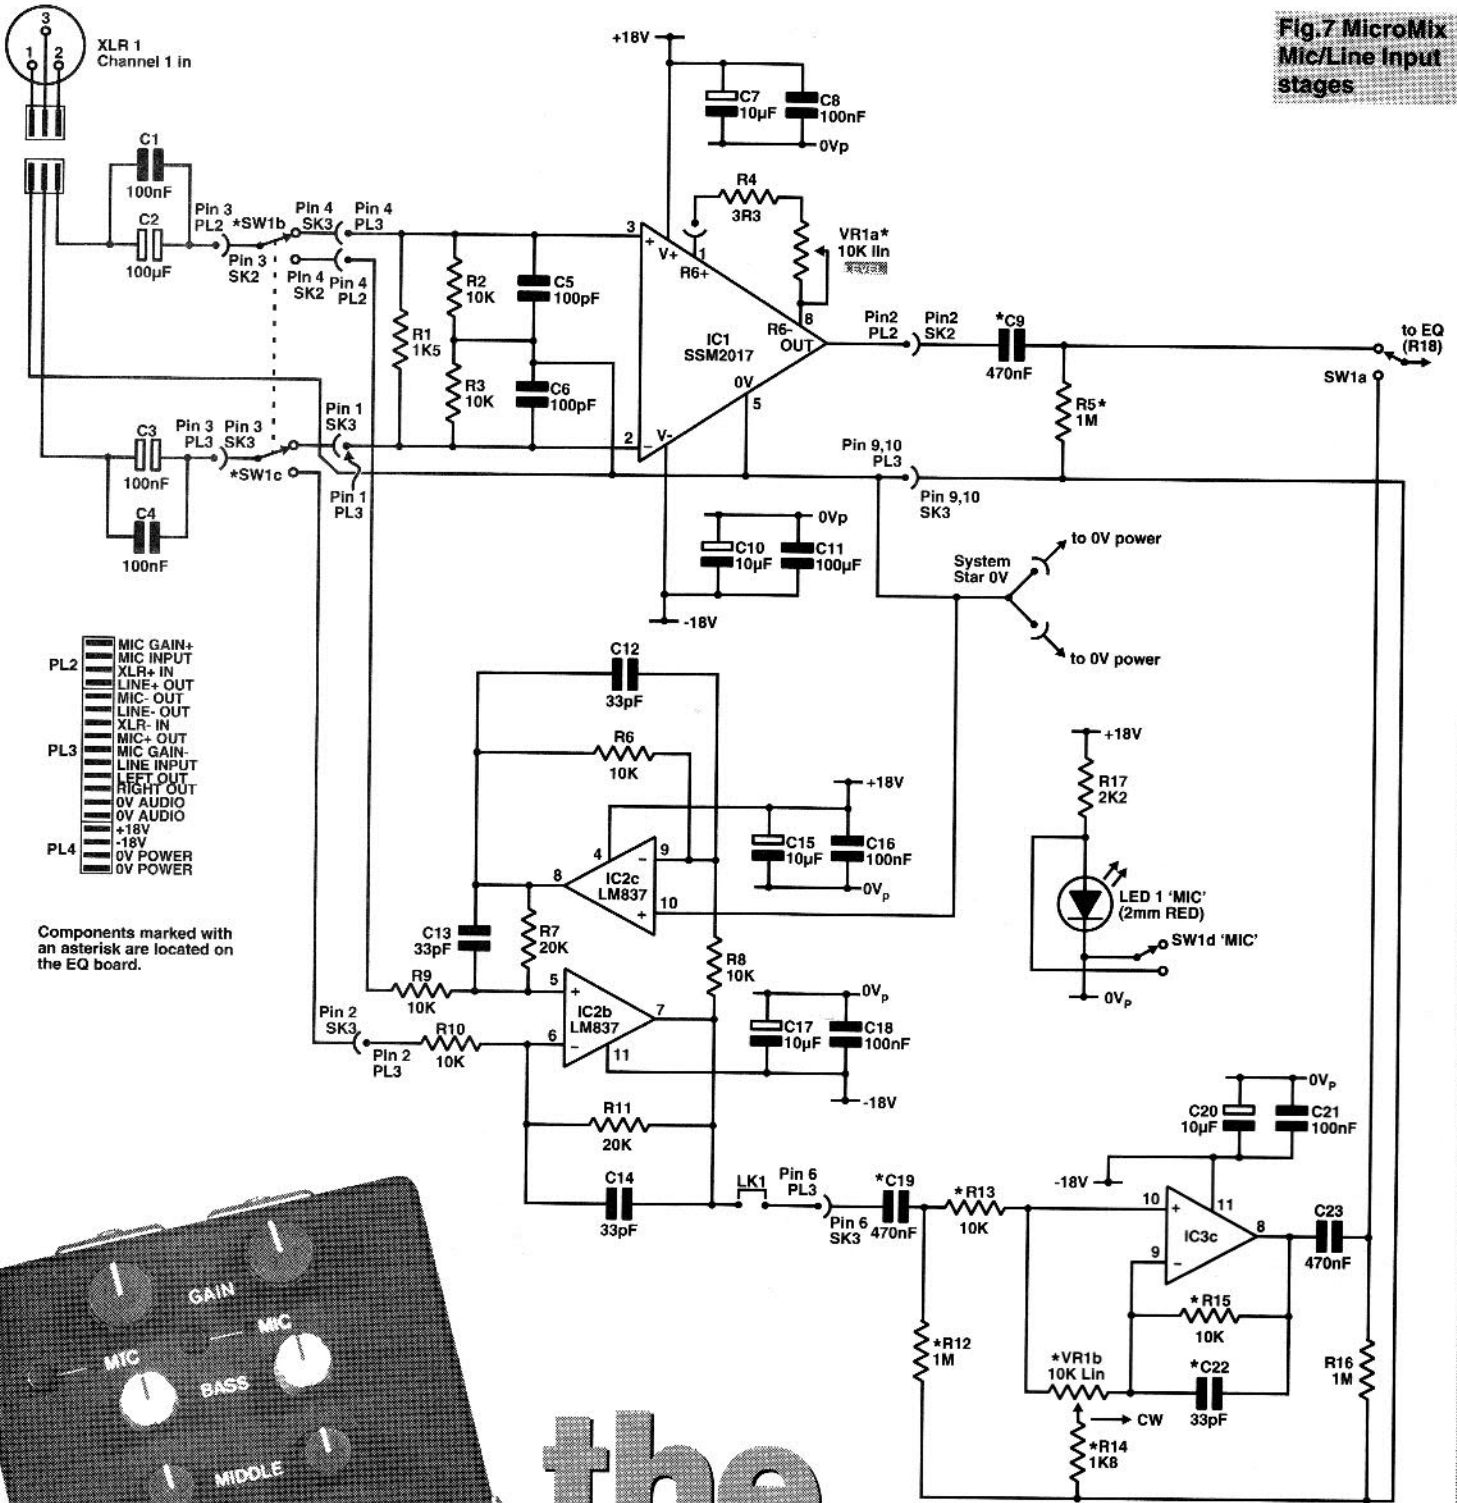 Fig.7 MicroMix
Mic/Line Input
stages
3
1
2
XLR 1
Channel 1 in
+18V
C7
10µF
C8
100nF
0Vp
C1
100nF
C2
100µF
Pin 3
PL2
*SW1b
Pin 3
SK2
Pin 4
SK3
Pin 4
PL3
Pin 4
SK2
Pin 4
PL2
R4
3R3
VR1a*
10K lin
3
+
V+
1
R6+
R6-
8
OUT
IC1
SSM2017
0V
5
V-
2
-
R1
1K5
R2
10K
R3
10K
C5
100pF
C6
100pF
Pin2
PL2
Pin2
SK2
*C9
470nF
R5*
1M
to EQ
(R18)
SW1a
C3
100nF
C4
100nF
Pin 3
PL3
Pin 3
SK3
*SW1c
Pin 1
SK3
Pin 1
PL3
Pin 9,10
PL3
Pin 9,10
SK3
0Vp
C10
10µF
C11
100µF
-18V
System
Star 0V
to 0V power
to 0V power
PL2
PL3
PL4
MIC GAIN+
MIC INPUT
XLR+ IN
LINE+ OUT
MIC- OUT
LINE- OUT
XLR- IN
MIC+ OUT
MIC GAIN-
LINE INPUT
LEFT OUT
RIGHT OUT
0V AUDIO
0V AUDIO
+18V
-18V
0V POWER
0V POWER
C12
33pF
R6
10K
+18V
C15
10µF
C16
100nF
0Vp
4
-
9
8
IC2c
LM837
+
10
C13
33pF
R7
20K
R8
10K
R9
10K
5
+
IC2b
LM837
7
6
-
11
Pin 2
SK3
Pin 2
PL3
R10
10K
0Vp
C17
10µF
C18
100nF
-18V
R11
20K
C14
33pF
LK1
Pin 6
PL3
Pin 6
SK3
*C19
470nF
+18V
R17
2K2
LED 1 ‘MIC’
(2mm RED)
SW1d ‘MIC’
0VP
Components marked with
an asterisk are located on
the EQ board.
0VP
C20
10µF
C21
100nF
-18V
*R13
10K
10
+
11
IC3c
8
9
-
C23
470nF
*R15
10K
*C22
33pF
*R12
1M
*VR1b
10K Lin
CW
*R14
1K8
R16
1M
GAIN
MIC
MIC
BASS
MIDDLE
the